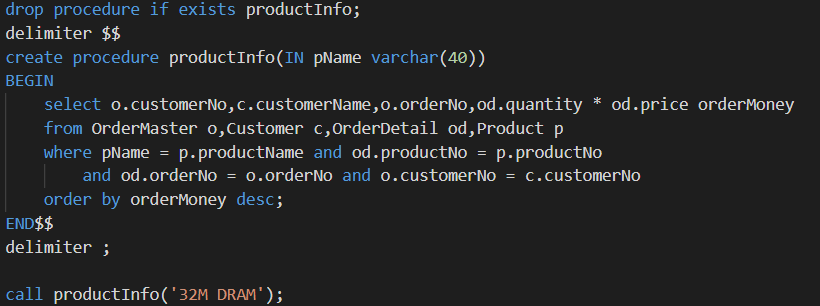 drop procedure if exists productInfo;
delimiter $$
create procedure productInfo(IN pName varchar(40))
BEGIN
    select o.customerNo,c.customerName,o.orderNo,od.quantity * od.price orderMoney
    from OrderMaster o,Customer c,OrderDetail od,Product p
    where pName = p.productName and od.productNo = p.productNo
        and od.orderNo = o.orderNo and o.customerNo = c.customerNo
    order by orderMoney desc;
END$$
delimiter ;

call productInfo('32M DRAM');